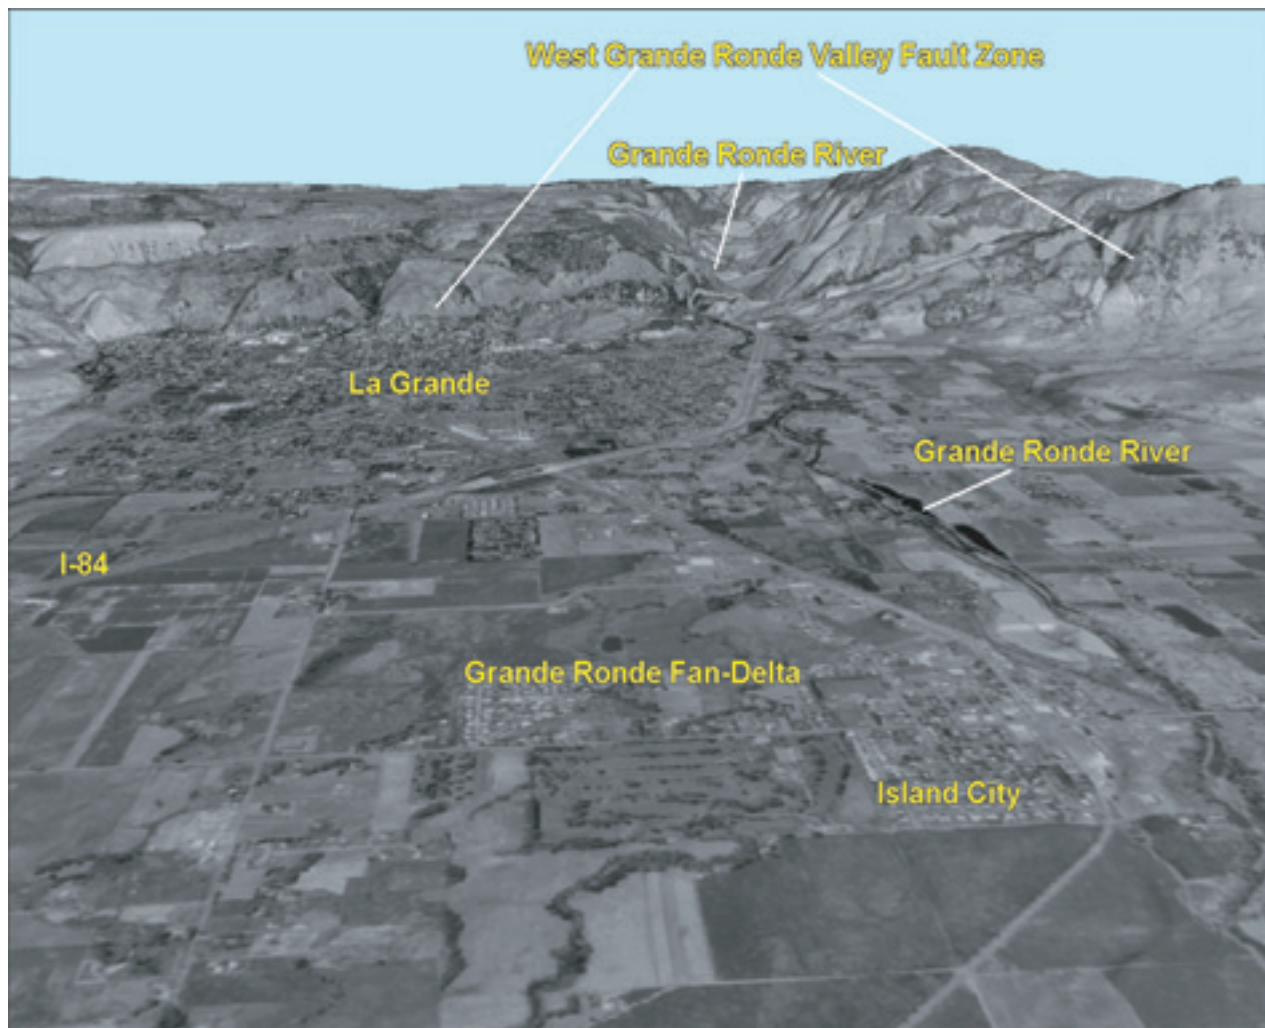 West Grande Ronde Valley Fault Zone
Grande Ronde River
La Grande
Grande Ronde River
I-84
Grande Ronde Fan-Delta
Island City